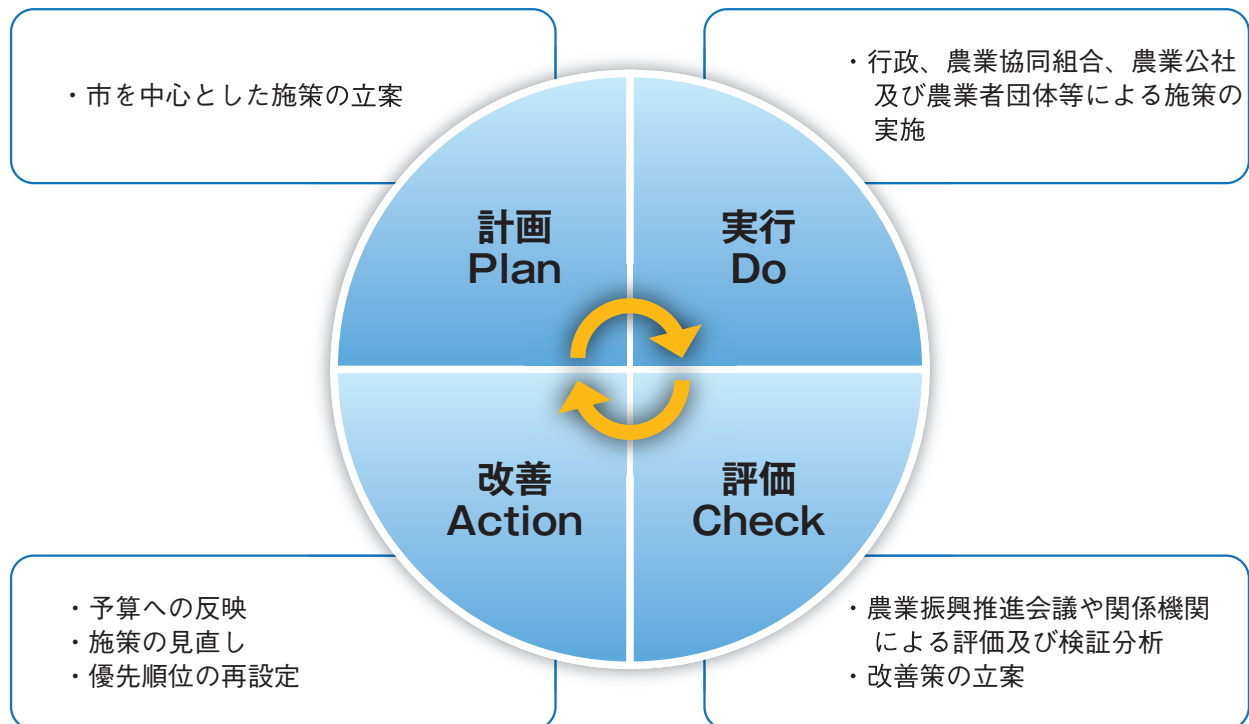 ・市を中心とした施策の立案
・行政、農業協同組合、農業公社
及び農業者団体等による施策の
実施
計画
Plan
実行
Do
改善
Action
評価
Check
・予算への反映
・施策の見直し
・優先順位の再設定
・農業振興推進会議や関係機関
による評価及び検証分析
・改善策の立案